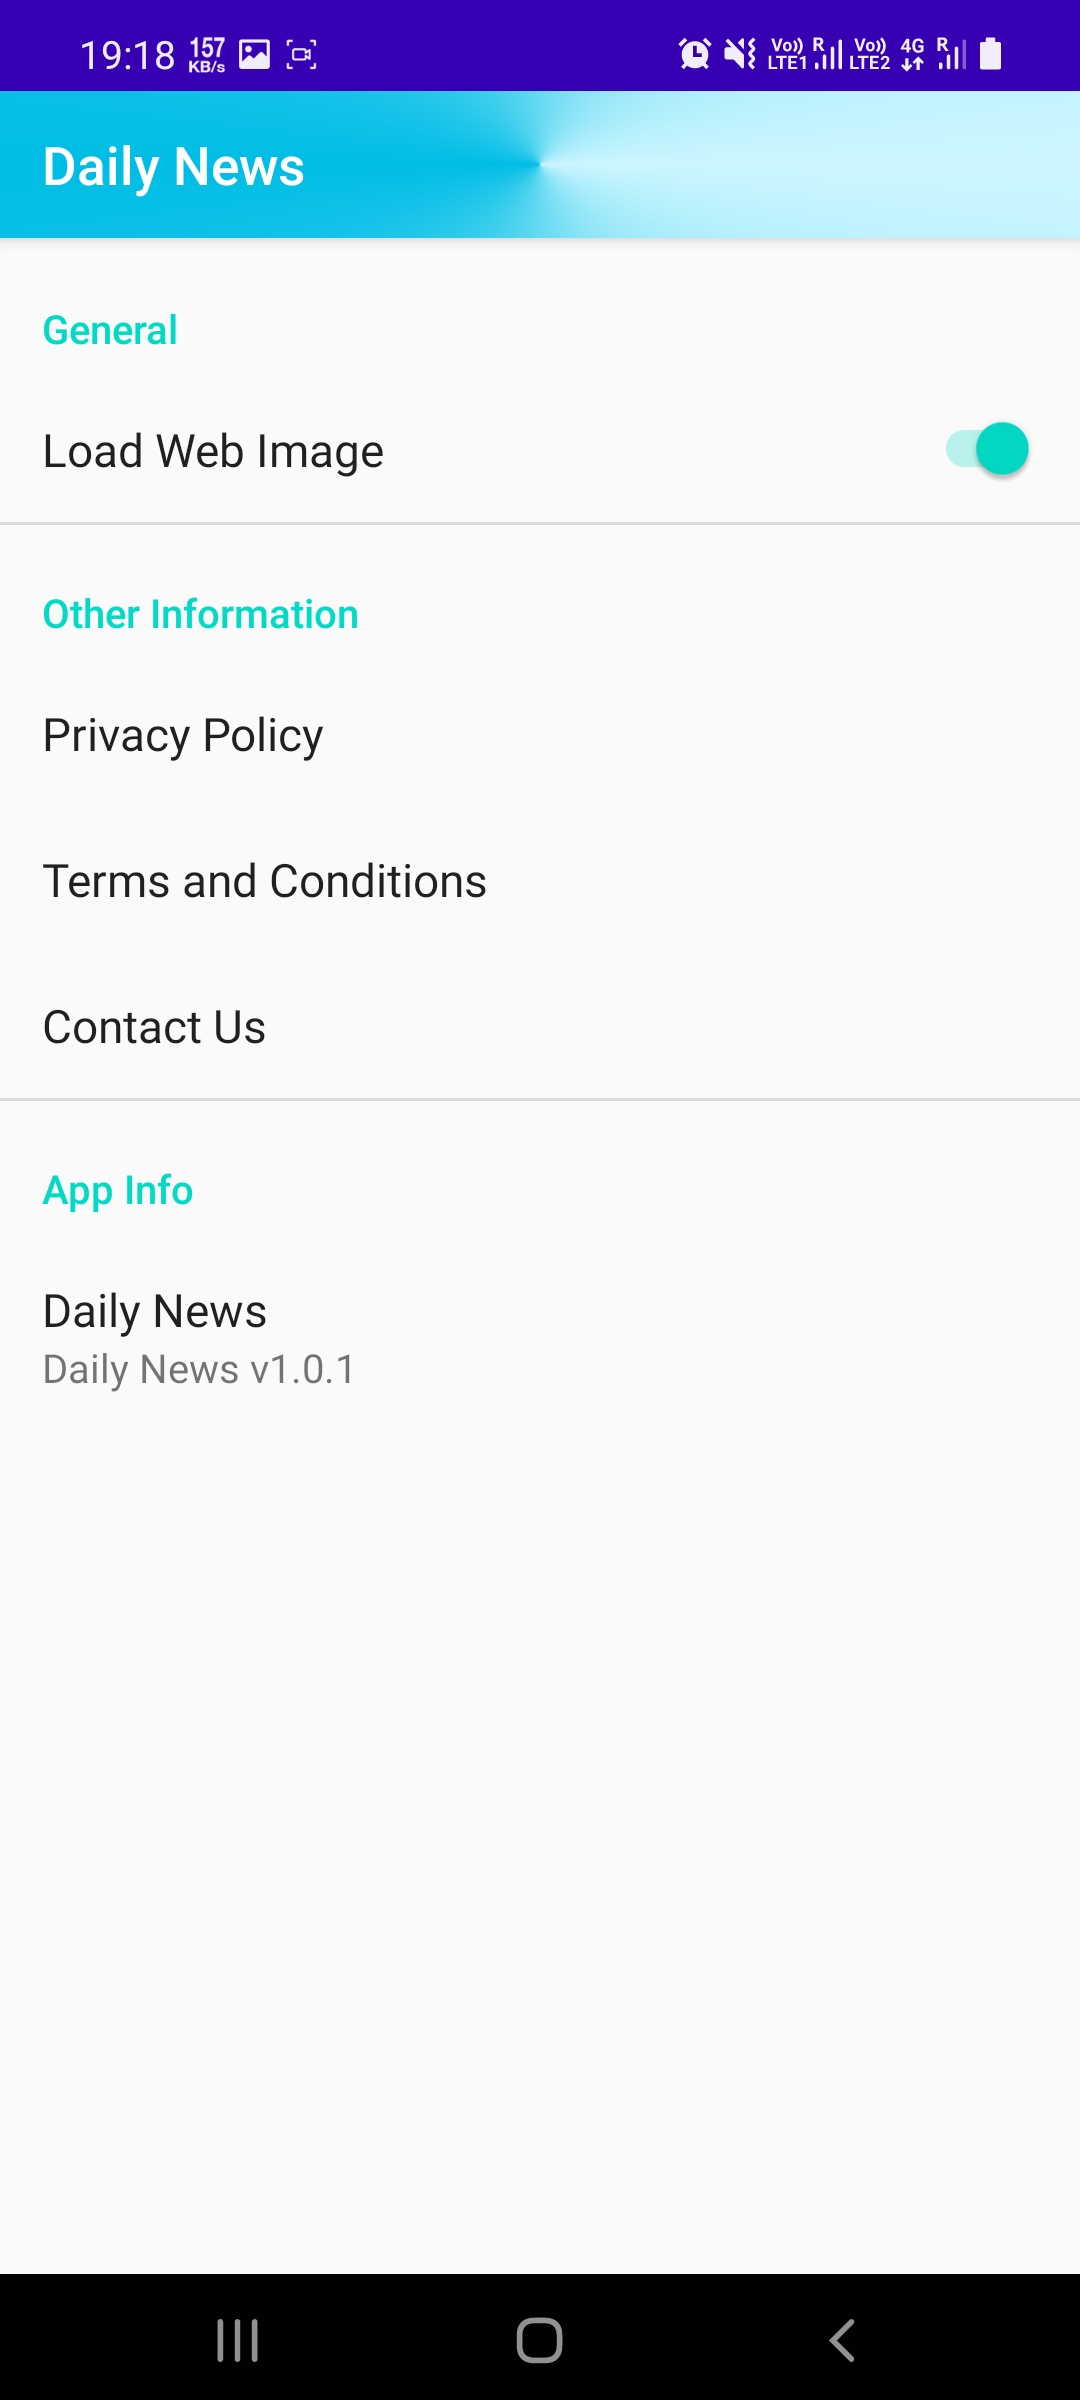 19:18 157 KB/s Vo)) LTE1 R Vo)) LTE2 4G R
Daily News
General
Load Web Image
Other Information
Privacy Policy
Terms and Conditions
Contact Us
App Info
Daily News
Daily News v1.0.1